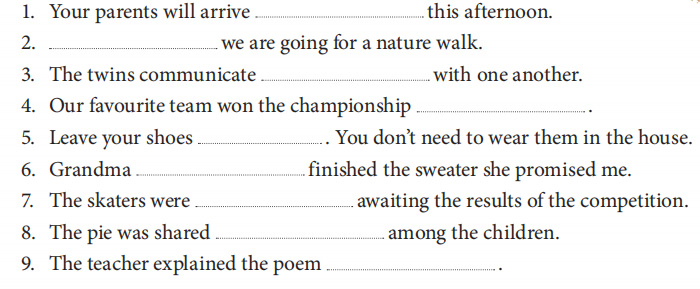 1. Your parents will arrive ........................................ this afternoon.
2. ........................................ we are going for a nature walk.
3. The twins communicate ........................................ with one another.
4. Our favourite team won the championship ........................................ .
5. Leave your shoes .............................. . You don’t need to wear them in the house.
6. Grandma ........................................ finished the sweater she promised me.
7. The skaters were ...................................... awaiting the results of the competition.
8. The pie was shared ........................................ among the children.
9. The teacher explained the poem ........................................ .